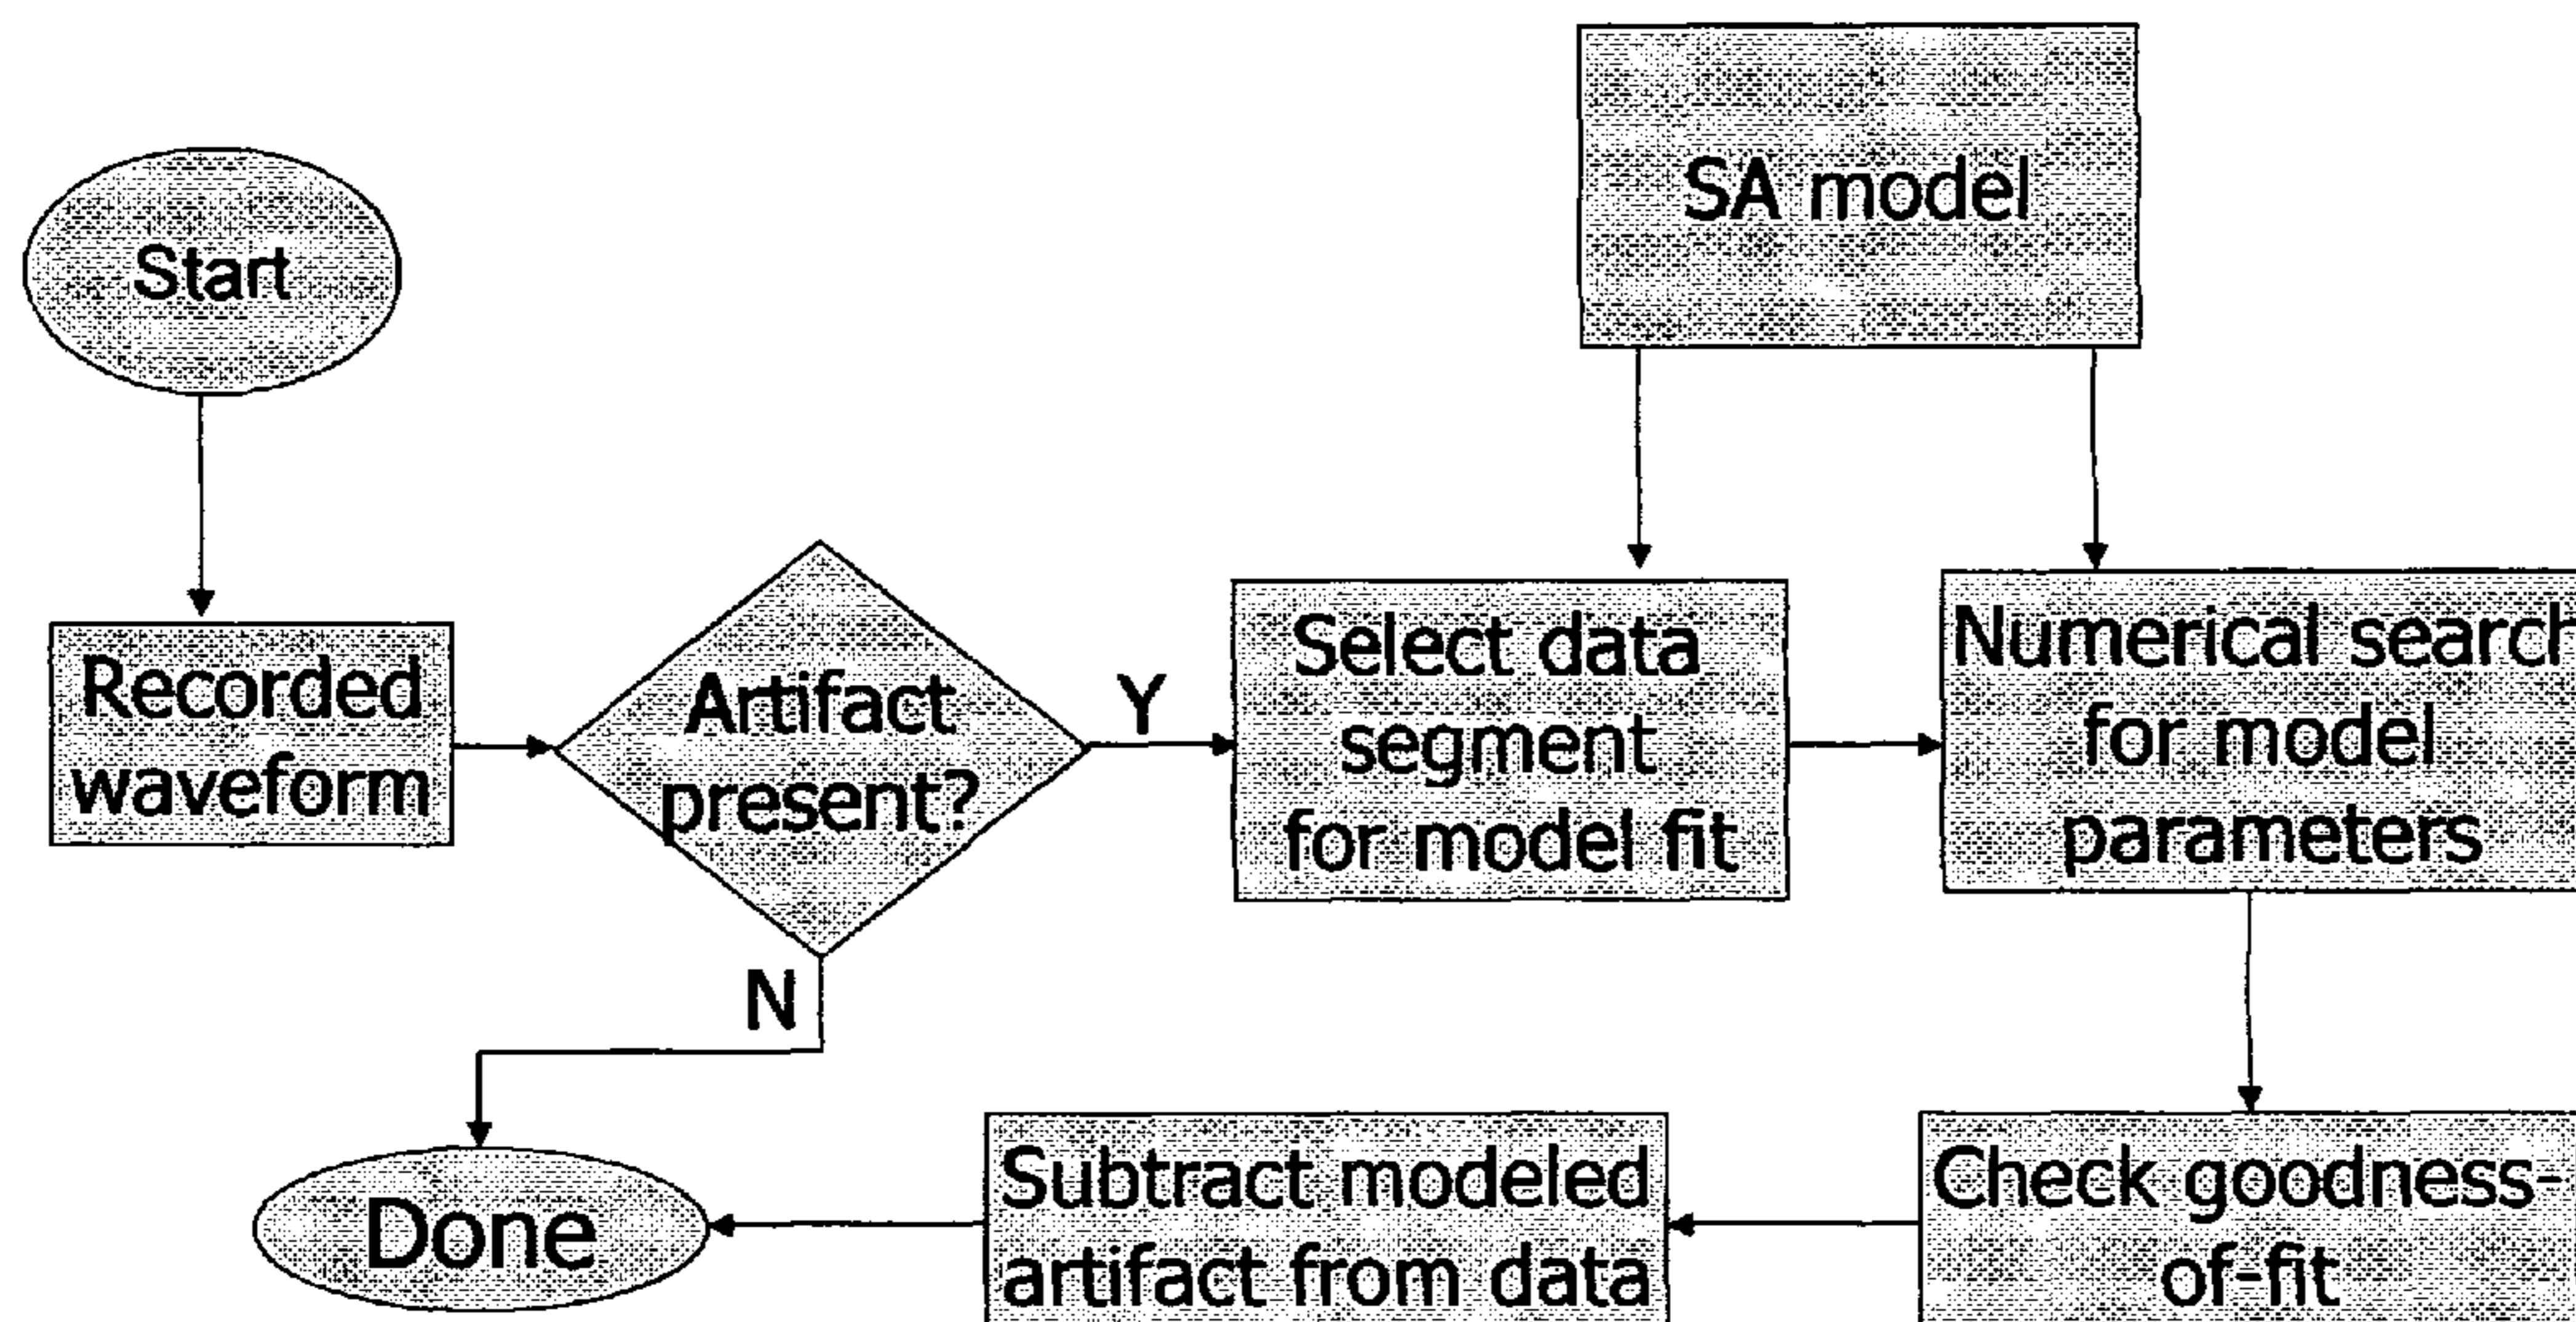 Start
SA model
Recorded
waveform
Artifact
present?
Y
Select data
segment
for model fit
Numerical search
for model
parameters
N
Done
Subtract modeled
artifact from data
Check goodness-
of-fit